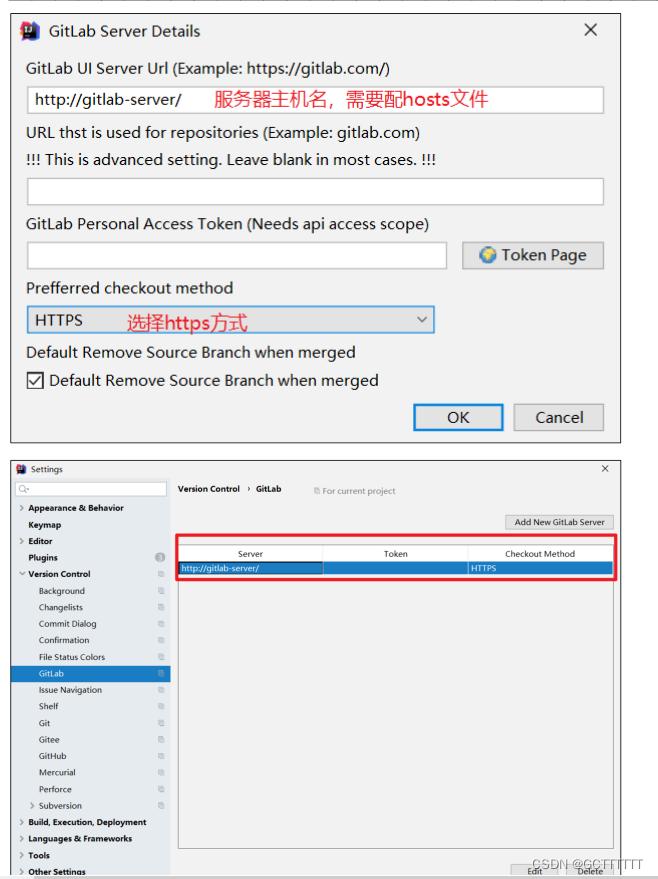 GitLab Server Details
GitLab UI Server Url (Example: https://gitlab.com/)
http://gitlab-server/ 服务器主机名，需要配hosts文件
URL thst is used for repositories (Example: gitlab.com)
!!! This is advanced setting. Leave blank in most cases. !!!
GitLab Personal Access Token (Needs api access scope)
Token Page
Prefferred checkout method
HTTPS 选择https方式
Default Remove Source Branch when merged
Default Remove Source Branch when merged
OK Cancel
Settings
Version Control › GitLab For current project
Appearance & Behavior
Add New GitLab Server
Keymap
Editor
Server Token Checkout Method
Plugins 3
http://gitlab-server/ HTTPS
Version Control
Background
Changelists
Commit Dialog
Confirmation
File Status Colors
GitLab
Issue Navigation
Shelf
Git
Gitee
GitHub
Mercurial
Perforce
Subversion
Build, Execution, Deployment
Languages & Frameworks
Tools
Other Settings
Edit Delete